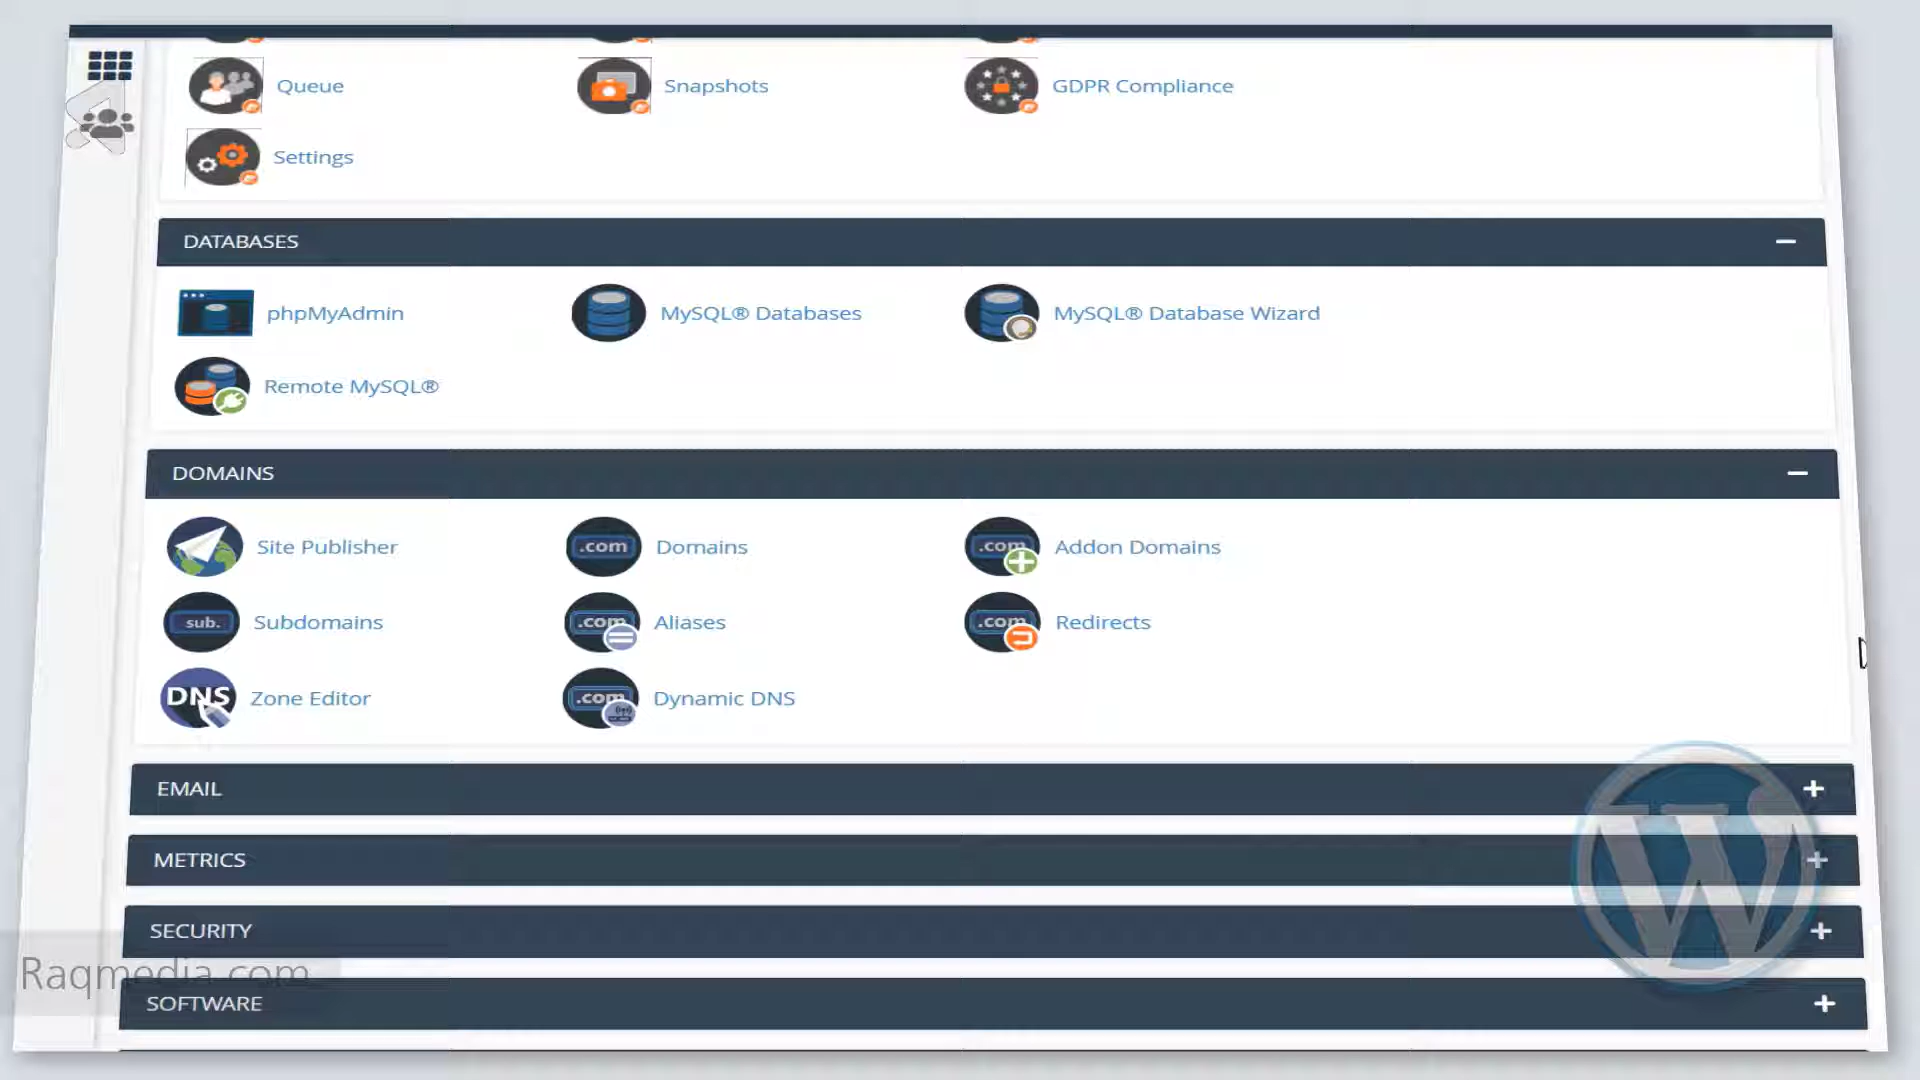 Queue
Snapshots
GDPR Compliance
Settings
DATABASES
phpMyAdmin
MySQL® Databases
MySQL® Database Wizard
Remote MySQL®
DOMAINS
Site Publisher
.com
Domains
.com
Addon Domains
sub.
Subdomains
.com
Aliases
.com
Redirects
DNS
Zone Editor
.com
Dynamic DNS
EMAIL
METRICS
SECURITY
Raqmedia.com
SOFTWARE